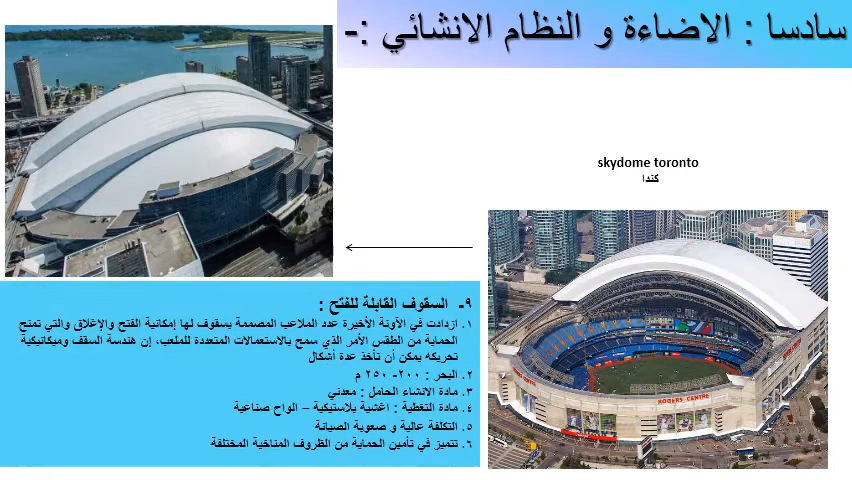 سادسا : الاضاءة و النظام الانشائي :-
skydome toronto
كندا
ROGERS CENTRE
٩- السقوف القابلة للفتح :
١. ازدادت في الآونة الأخيرة عدد الملاعب المصممة بسقوف لها إمكانية الفتح والإغلاق والتي تمنح
الحماية من الطقس الأمر الذي سمح بالاستعمالات المتعددة للملعب، إن هندسة السقف وميكانيكية
تحريكه يمكن أن تأخذ عدة أشكال
٢. البحر : ٢٠٠- ٢٥٠ م
٣. مادة الانشاء الحامل : معدني
٤. مادة التغطية : اغشية بلاستيكية – الواح صناعية
٥. التكلفة عالية و صعوبة الصيانة
٦. تتميز في تأمين الحماية من الظروف المناخية المختلفة